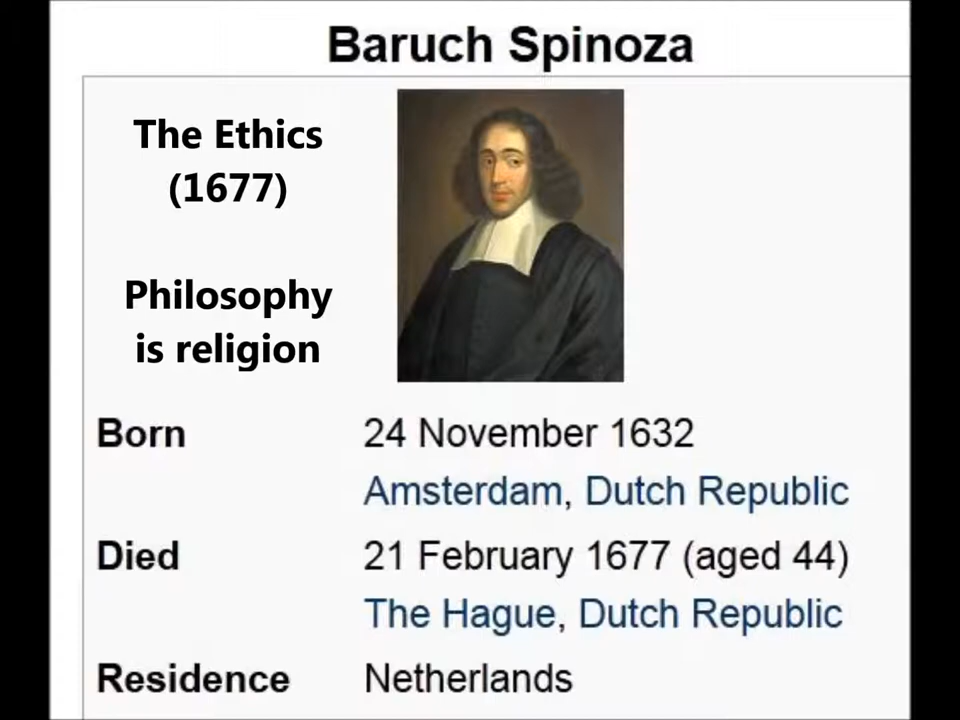 Baruch Spinoza
The Ethics
(1677)
Philosophy
is religion
Born 24 November 1632
Amsterdam, Dutch Republic
Died 21 February 1677 (aged 44)
The Hague, Dutch Republic
Residence Netherlands